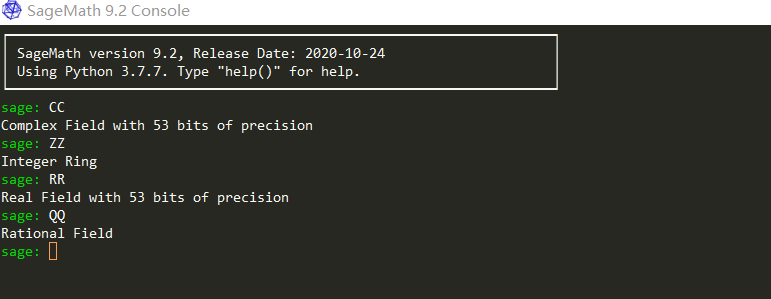 SageMath 9.2 Console
SageMath version 9.2, Release Date: 2020-10-24
Using Python 3.7.7. Type "help()" for help.
sage: CC
Complex Field with 53 bits of precision
sage: ZZ
Integer Ring
sage: RR
Real Field with 53 bits of precision
sage: QQ
Rational Field
sage: